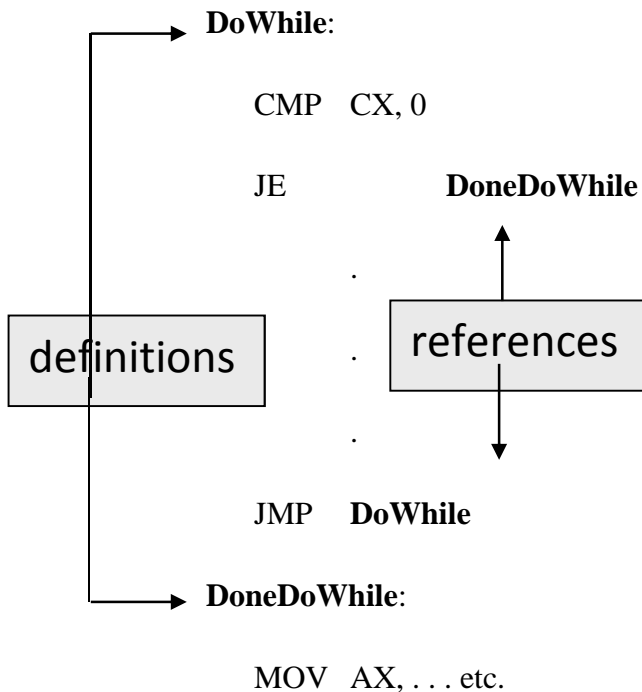 DoWhile:
CMP CX, 0
JE DoneDoWhile
.
definitions . references
.
JMP DoWhile
DoneDoWhile:
MOV AX, . . . etc.